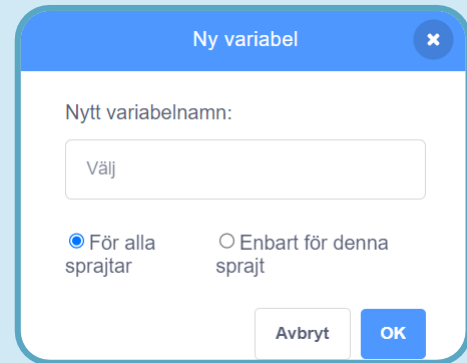 Ny variabel
Nytt variabelnamn:
Välj
För alla
sprajtar
Enbart för denna
sprajt
Avbryt
OK